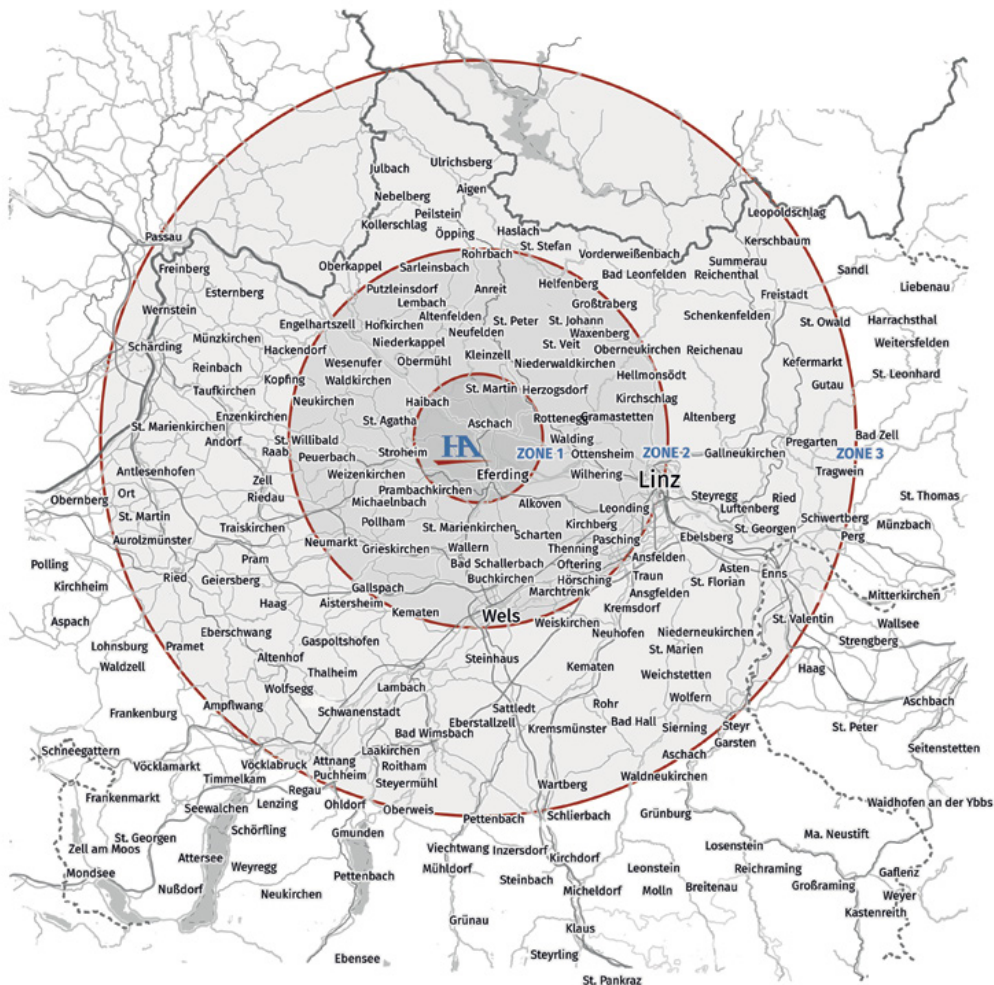 Julbach
Ulrichsberg
Nebelberg
Aigen
Peilstein
Kollerschlag
Öpping
Haslach
Leopoldschlag
Passau
St. Stefan
Kerschbaum
Rohrbach
Vorderweißenbach
Freinberg
Oberkappel
Sarleinsbach
Summerau
Bad Leonfelden
Reichenthal
Sandl
Esternberg
Putzleinsdorf
Anreit
Helfenberg
Freistadt
Liebenau
Wernstein
Lembach
Großtraberg
Engelhartszell
Hofkirchen
Altenfelden
St. Peter
St. Johann
Schenkenfelden
St. Owald
Harrachsthal
Neufelden
Waxenberg
Münzkirchen
Niederkappel
St. Veit
Weitersfelden
Schärding
Hackendorf
Kleinzell
Oberneukirchen
Reichenau
Wesenufer
Obermühl
Niederwaldkirchen
Kefermarkt
Reinbach
Kopfing
Waldkirchen
Hellmonsödt
St. Leonhard
Taufkirchen
St. Martin
Herzogsdorf
Gutau
Neukirchen
Haibach
Kirchschlag
Enzenkirchen
St. Agatha
Aschach
Rottenegg
Gramastetten
Altenberg
St. Marienkirchen
Andorf
St. Willibald
Walding
Pregarten
Bad Zell
Raab
Peuerbach
Stroheim
HA
ZONE 1
Ottensheim
ZONE 2
Gallneukirchen
ZONE 3
Antlesenhofen
Zell
Weizenkirchen
Eferding
Wilhering
Linz
Tragwein
Obernberg
Ort
Riedau
Prambachkirchen
Michaelnbach
Alkoven
Leonding
Steyregg
Luftenberg
Ried
St. Thomas
St. Martin
Traiskirchen
Pollham
St. Marienkirchen
Scharten
Kirchberg
St. Georgen
Schwertberg
Münzbach
Aurolzmünster
Neumarkt
Grieskirchen
Wallern
Thenning
Pasching
Ebelsberg
Perg
Polling
Pram
Bad Schallerbach
Oftering
Ansfelden
Asten
Enns
Kirchheim
Ried
Geiersberg
Gallspach
Buchkirchen
Hörsching
Traun
St. Florian
Marchtrenk
Ansgfelden
Mitterkirchen
Haag
Aistersheim
Kematen
Wels
Weiskirchen
Kremsdorf
St. Valentin
Wallsee
Aspach
Eberschwang
Neuhofen
Niederneukirchen
Strengberg
Lohnsburg
Pramet
Gaspoltshofen
St. Marien
Waldzell
Altenhof
Thalheim
Steinhaus
Kematen
Weichstetten
Haag
Wolfsegg
Lambach
Wolfern
Aschbach
Frankenburg
Ampflwang
Schwanenstadt
Sattledt
Rohr
Eberstallzell
Kremsmünster
Bad Hall
Sierning
Steyr
St. Peter
Schneegattern
Bad Wimsbach
Garsten
Seitenstetten
Laakirchen
Aschach
Vöcklamarkt
Vöcklabruck
Attnang
Puchheim
Roitham
Timmelkam
Steyermühl
Wartberg
Waldneukirchen
Frankenmarkt
Regau
Seewalchen
Lenzing
Ohldorf
Oberweis
Pettenbach
Schlierbach
Grünburg
Waidhofen an der Ybbs
St. Georgen
Schörfling
Gmunden
Ma. Neustift
Zell am Moos
Attersee
Viechtwang
Inzersdorf
Kirchdorf
Losenstein
Mondsee
Weyregg
Pettenbach
Mühldorf
Leonstein
Reichraming
Gaflenz
Nußdorf
Neukirchen
Steinbach
Micheldorf
Molln
Breitenau
Großraming
Weyer
Kastenreith
Grünau
Klaus
Ebensee
Steyrling
St. Pankraz